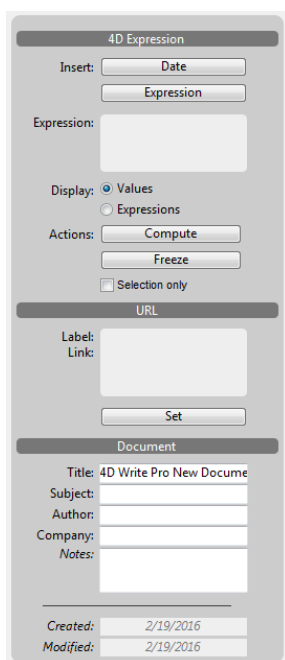 4D Expression
Insert: Date
Expression
Expression:
Display: Values
Expressions
Actions: Compute
Freeze
Selection only
URL
Label:
Link:
Set
Document
Title: 4D Write Pro New Docume
Subject:
Author:
Company:
Notes:
Created: 2/19/2016
Modified: 2/19/2016